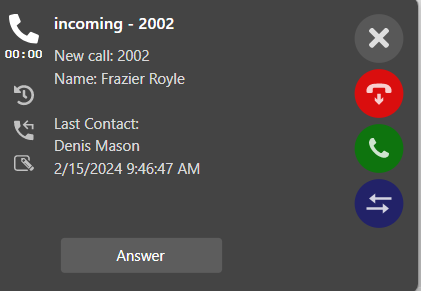 incoming - 2002
00:00
New call: 2002
Name: Frazier Royle
Last Contact:
Denis Mason
2/15/2024 9:46:47 AM
Answer